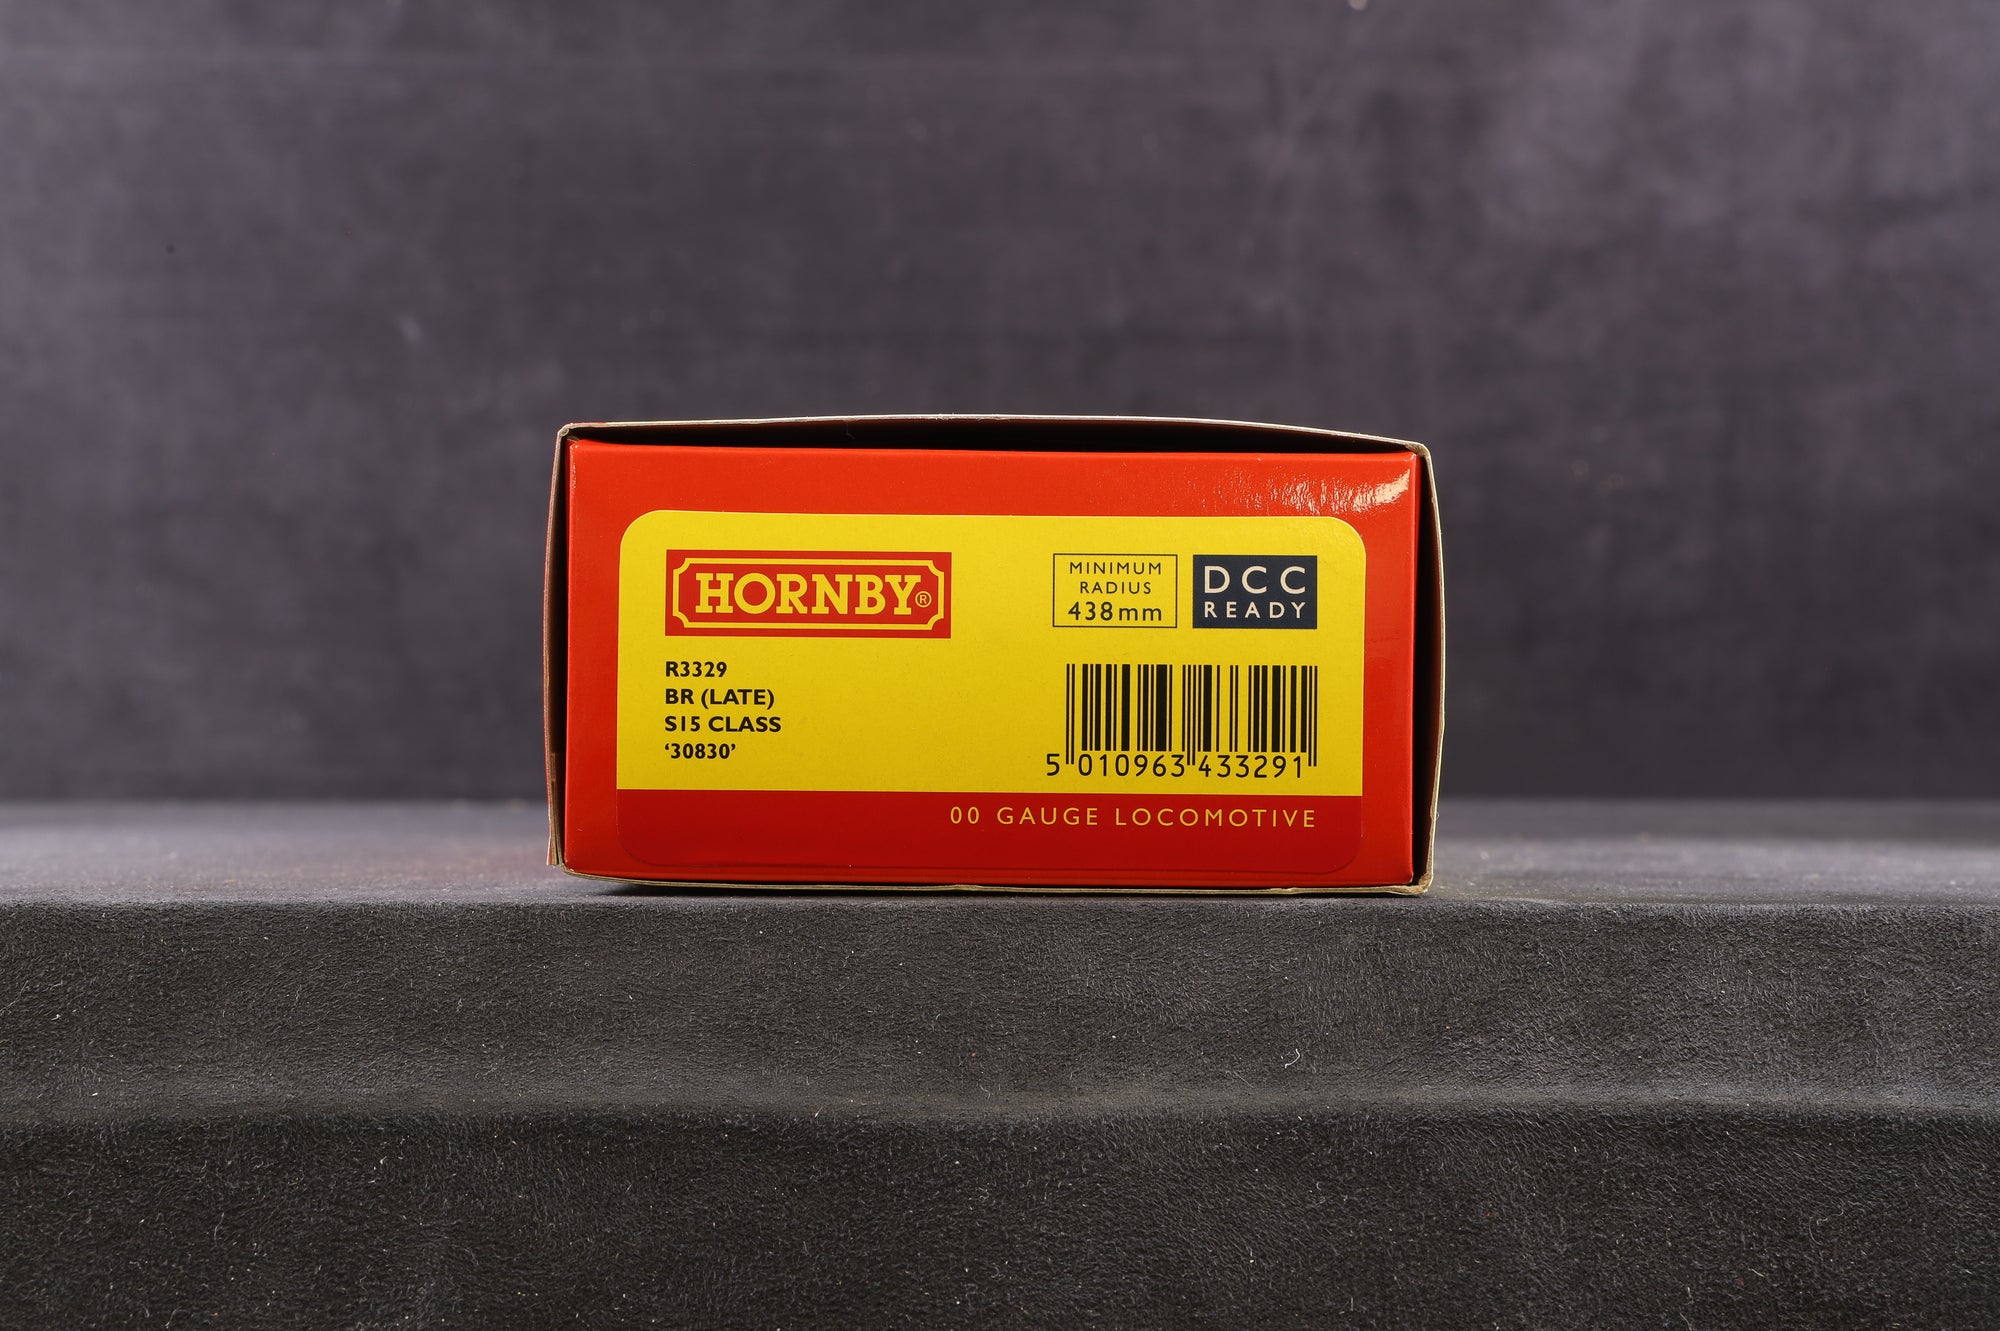 HORNBY®
MINIMUM
RADIUS
438mm
DCC
READY
R3329
BR (LATE)
S15 CLASS
‘30830’
5 010963 433291
00 GAUGE LOCOMOTIVE